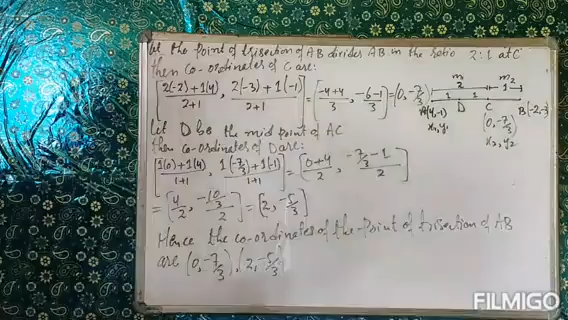 Let the Point of trisection of AB divides AB in the ratio 2:1 at C
then co-ordinates of C are:
[2(-2)+1(4)/2+1, 2(-3)+1(-1)/2+1] = [-4+4/3, -6-1/3] = (0, -7/3)
m1 m2
2 1
A(4,-1) D C B(-2,-3)
x1, y1 (0, -7/3)
x2, y2
Let D be the mid point of AC
then co-ordinates of D are:
[1(0)+1(4)/1+1, 1(-7/3)+1(-1)/1+1] = [0+4/2, -7/3-1/2]
= [4/2, -10/3/2] = [2, -5/3]
Hence the co-ordinates of the Point of trisection of AB
are (0, -7/3), (2, -5/3)
FILMIGO